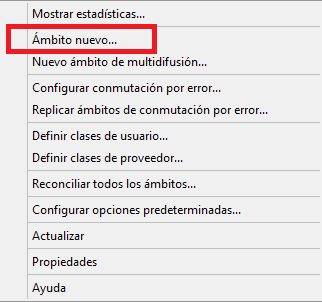 Mostrar estadísticas...
Ámbito nuevo...
Nuevo ámbito de multidifusión...
Configurar conmutación por error...
Replicar ámbitos de conmutación por error...
Definir clases de usuario...
Definir clases de proveedor...
Reconciliar todos los ámbitos...
Configurar opciones predeterminadas...
Actualizar
Propiedades
Ayuda